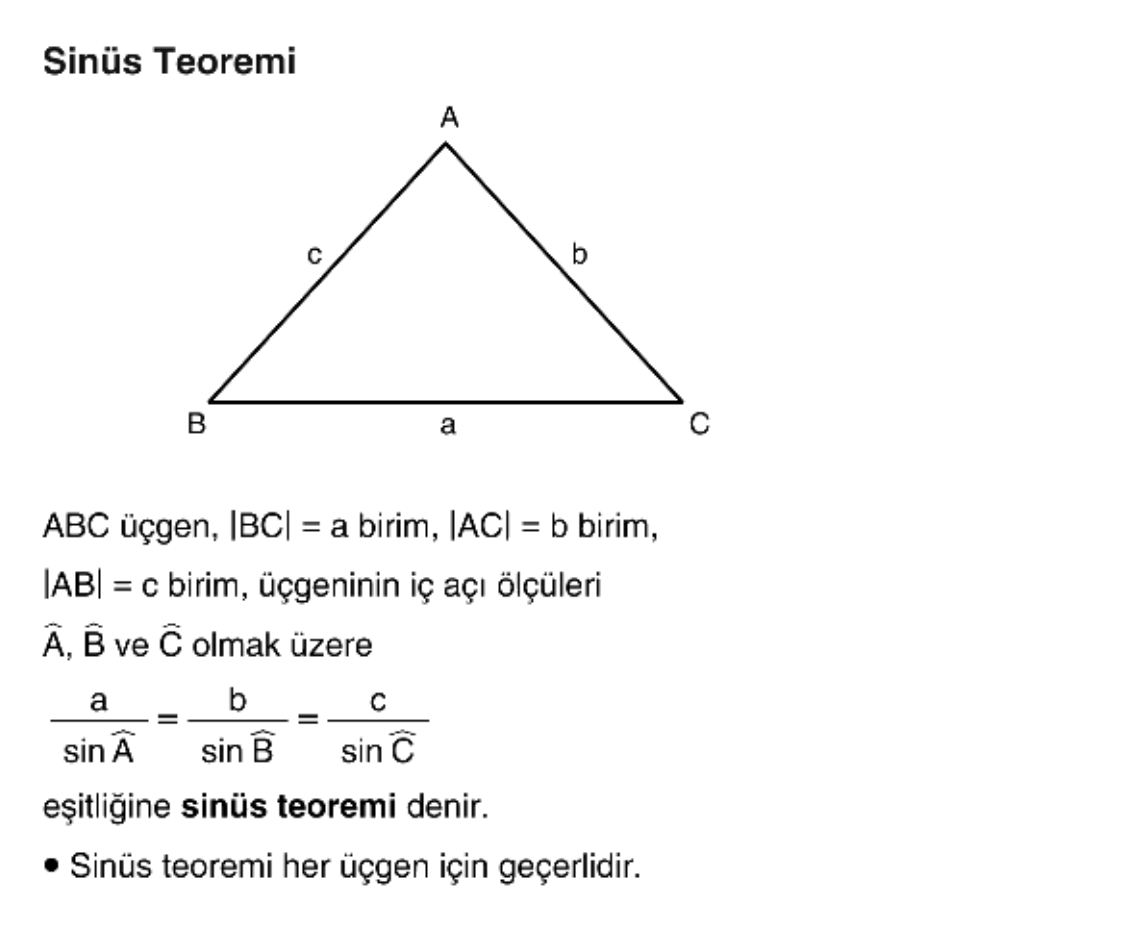 Sinüs Teoremi
A
c b
B a C
ABC üçgen, |BC| = a birim, |AC| = b birim,
|AB| = c birim, üçgeninin iç açı ölçüleri
Â, B̂ ve Ĉ olmak üzere
a / sin  = b / sin B̂ = c / sin Ĉ
eşitliğine sinüs teoremi denir.
• Sinüs teoremi her üçgen için geçerlidir.